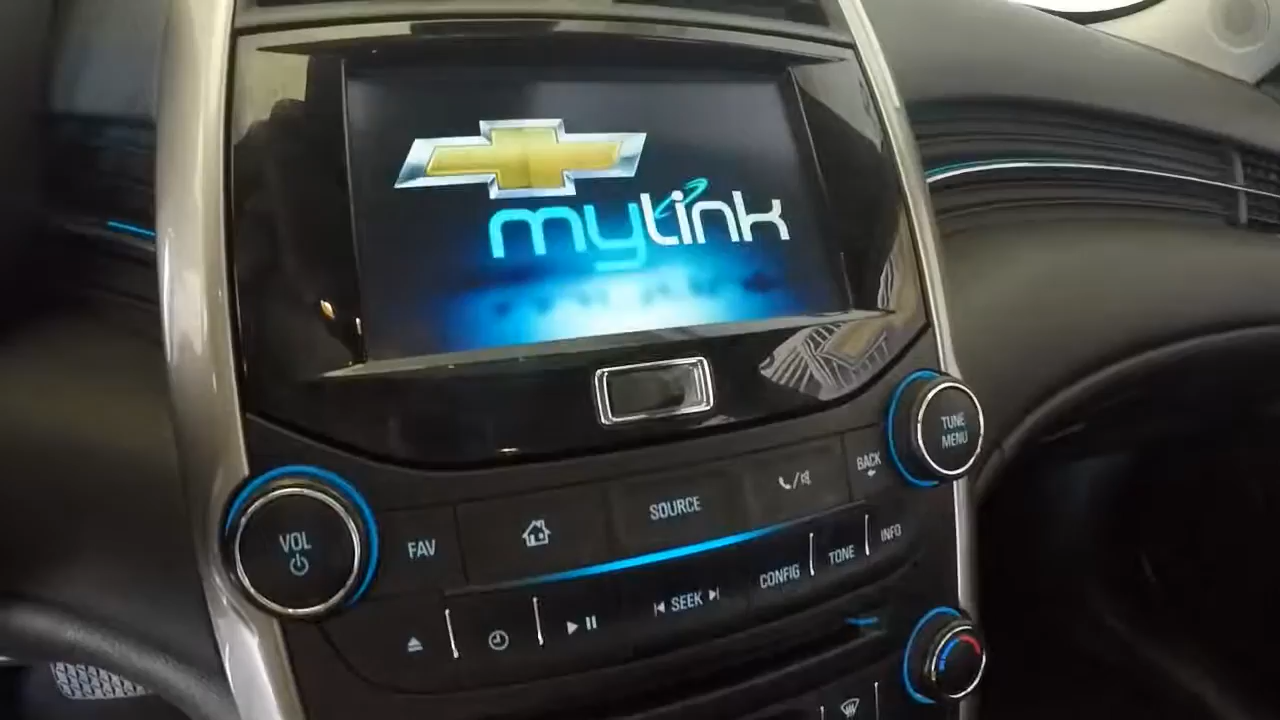 mylink
TUNE
MENU
BACK
SOURCE
VOL
FAV
INFO
TONE
CONFIG
SEEK